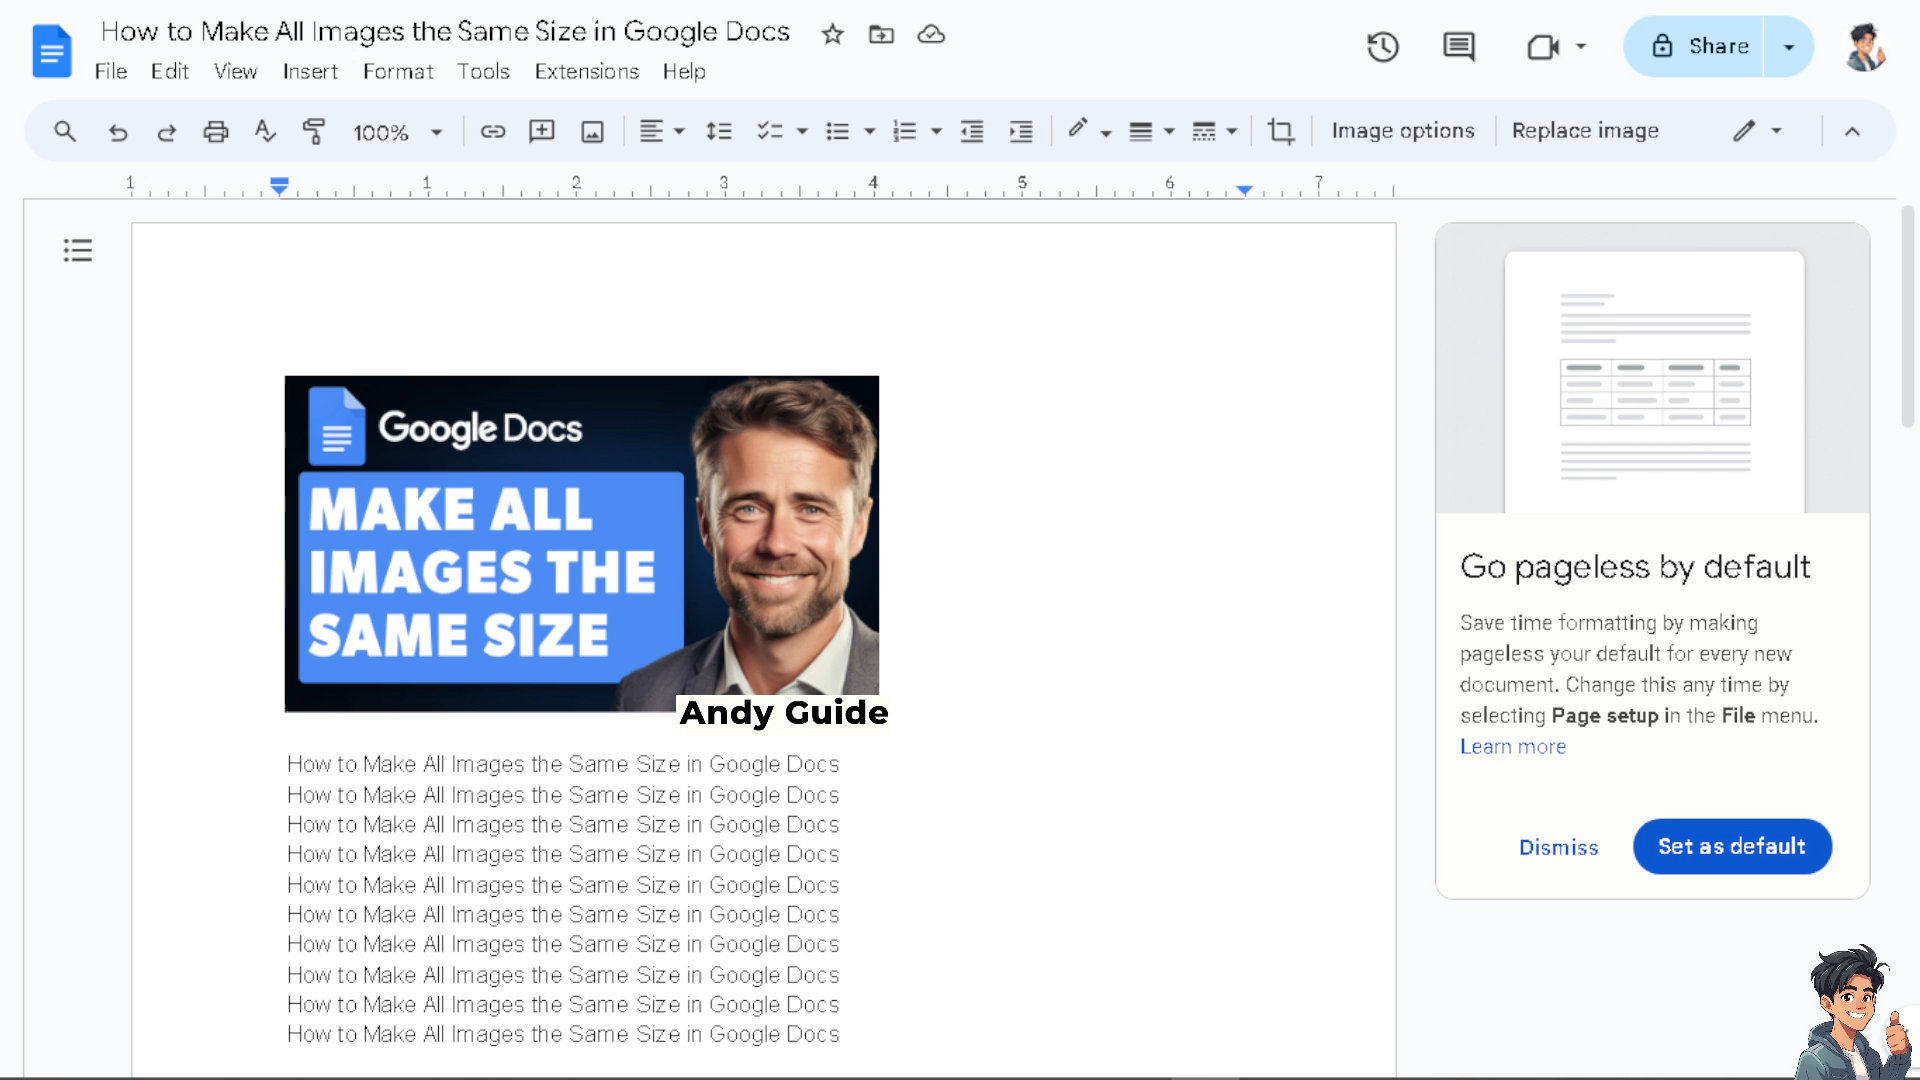 How to Make All Images the Same Size in Google Docs
File Edit View Insert Format Tools Extensions Help
Share
100%
Image options
Replace image
1 1 2 3 4 5 6 7
Google Docs
MAKE ALL
IMAGES THE
SAME SIZE
Andy Guide
How to Make All Images the Same Size in Google Docs
How to Make All Images the Same Size in Google Docs
How to Make All Images the Same Size in Google Docs
How to Make All Images the Same Size in Google Docs
How to Make All Images the Same Size in Google Docs
How to Make All Images the Same Size in Google Docs
How to Make All Images the Same Size in Google Docs
How to Make All Images the Same Size in Google Docs
How to Make All Images the Same Size in Google Docs
How to Make All Images the Same Size in Google Docs
Go pageless by default
Save time formatting by making
pageless your default for every new
document. Change this any time by
selecting Page setup in the File menu.
Learn more
Dismiss
Set as default